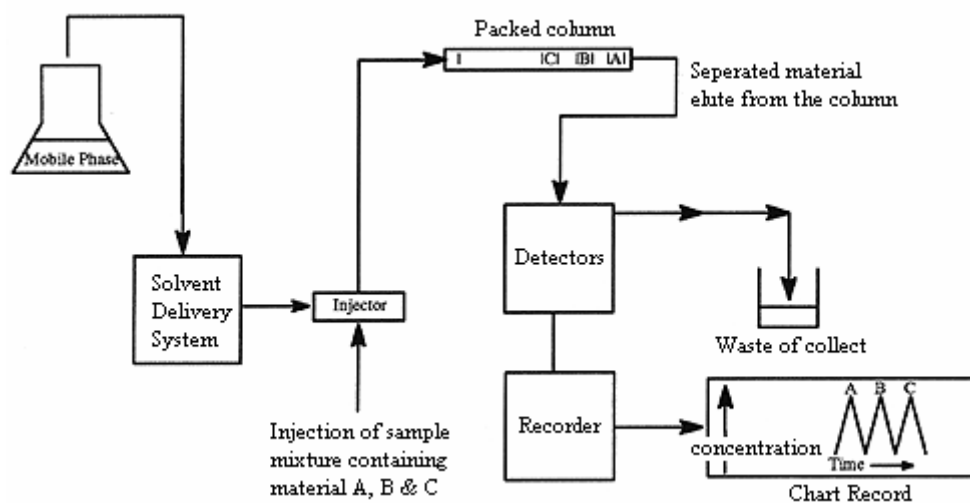 Packed column
|C| |B| |A|
Seperated material
elute from the column
Mobile Phase
Solvent
Delivery
System
Injector
Detectors
Waste of collect
Injection of sample
mixture containing
material A, B & C
Recorder
A B C
concentration
Time
Chart Record